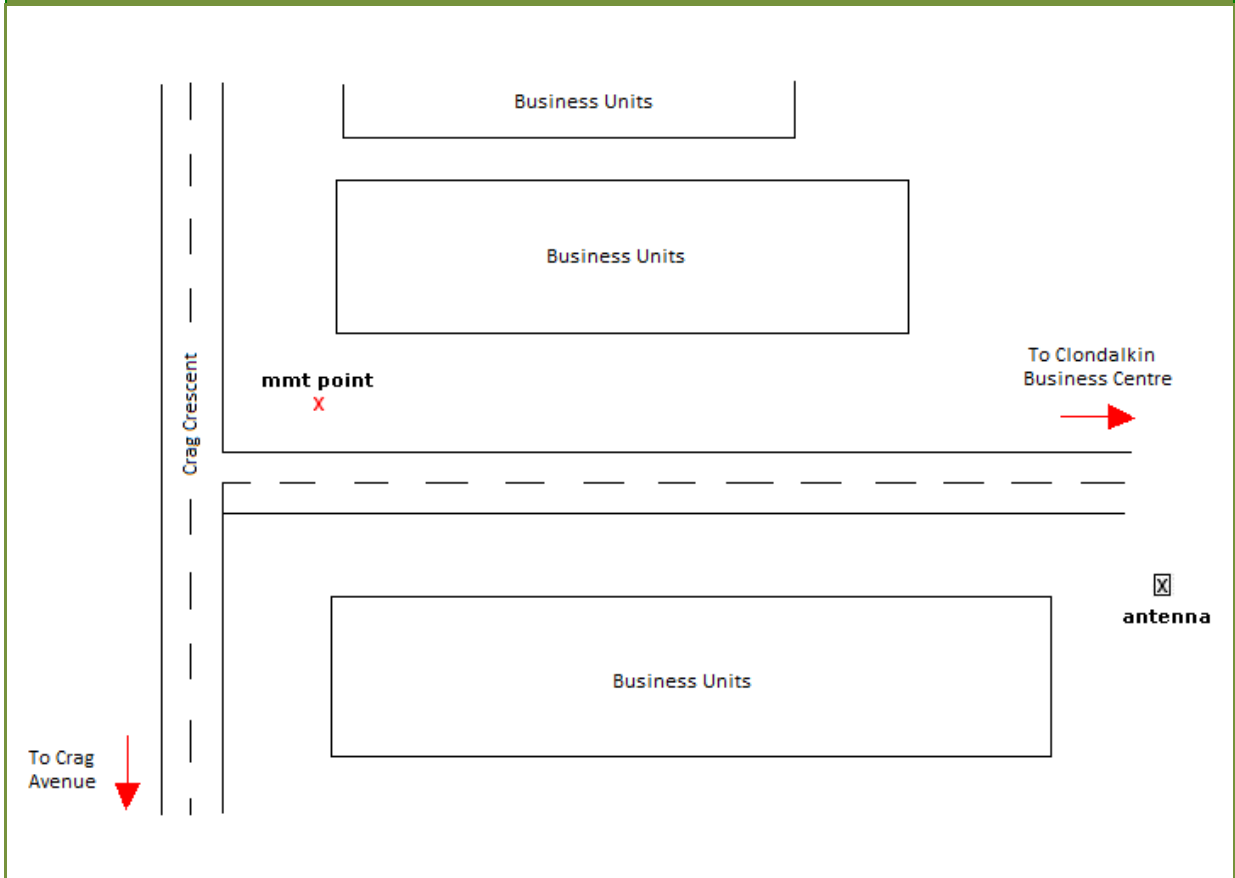 Business Units
Business Units
To Clondalkin
Business Centre
mmt point
X
Crag Crescent
X
antenna
Business Units
To Crag
Avenue